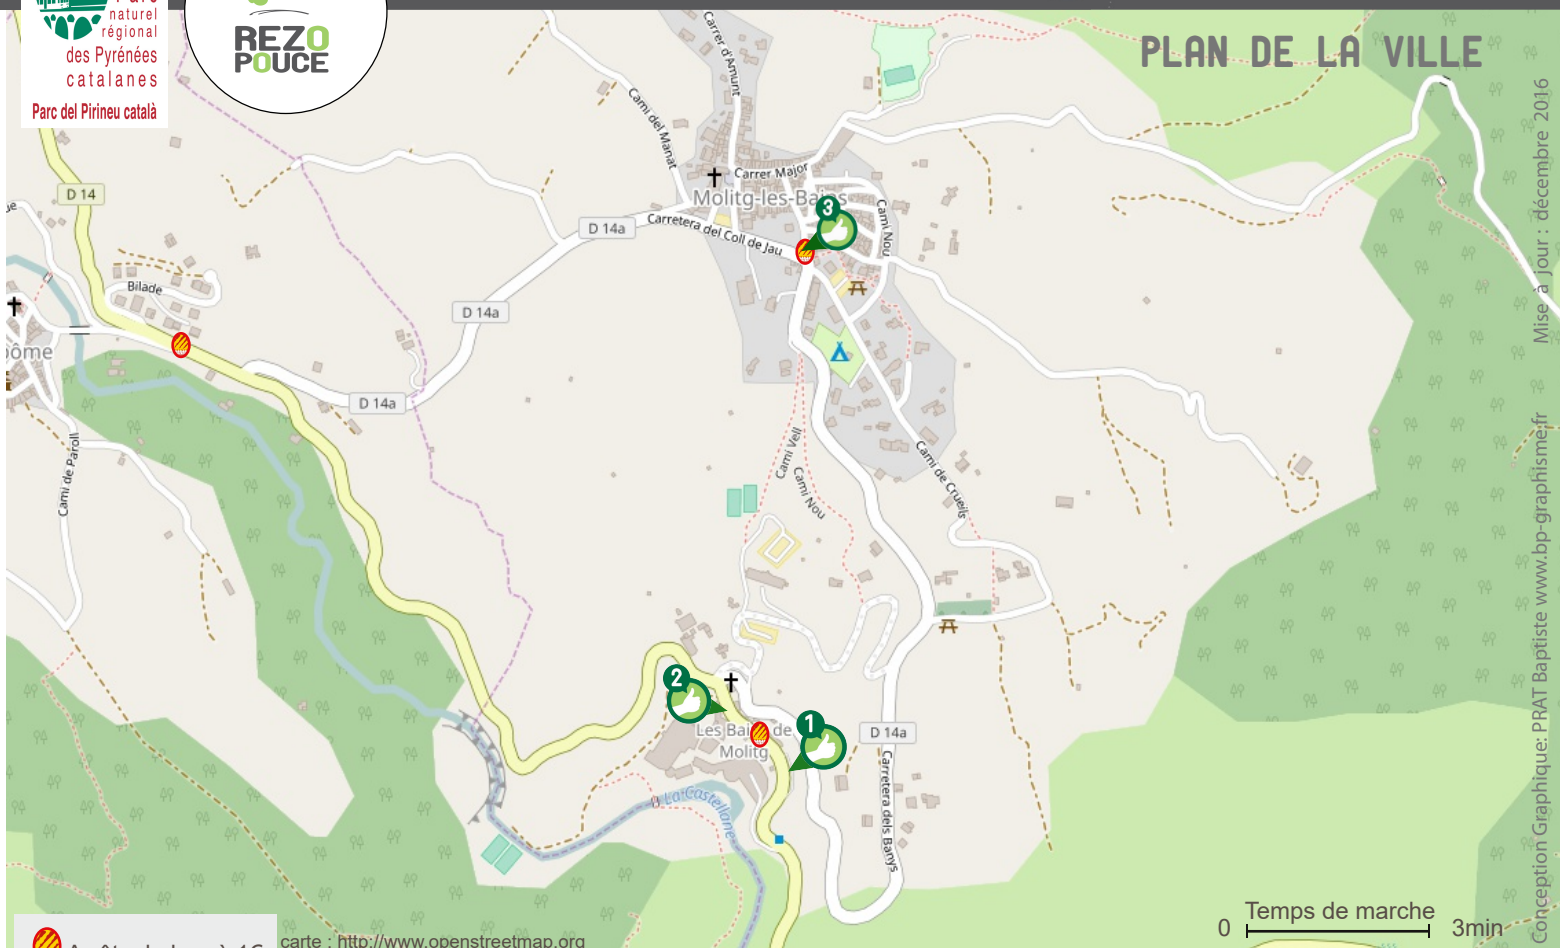 naturel
régional
des Pyrénées
catalanes
Parc del Pirineu català
REZO
POUCE
PLAN DE LA VILLE
Carrer d'Amunt
Camí del Manat
Carrer Major
Molitg-les-Bains
D 14
D 14a
Carretera del Coll de Jau
Camí Nou
3
Bilade
D 14a
D 14a
Camí de Paroll
Camí Vell
Camí Nou
Camí de Crueils
2
1
Les Bains de
Molitg
D 14a
La Castellane
Carretera dels Banys
Temps de marche
0
3min
carte : http://www.openstreetmap.org
Mise à jour : décembre 2016
Conception Graphique: PRAT Baptiste www.bp-graphisme.fr